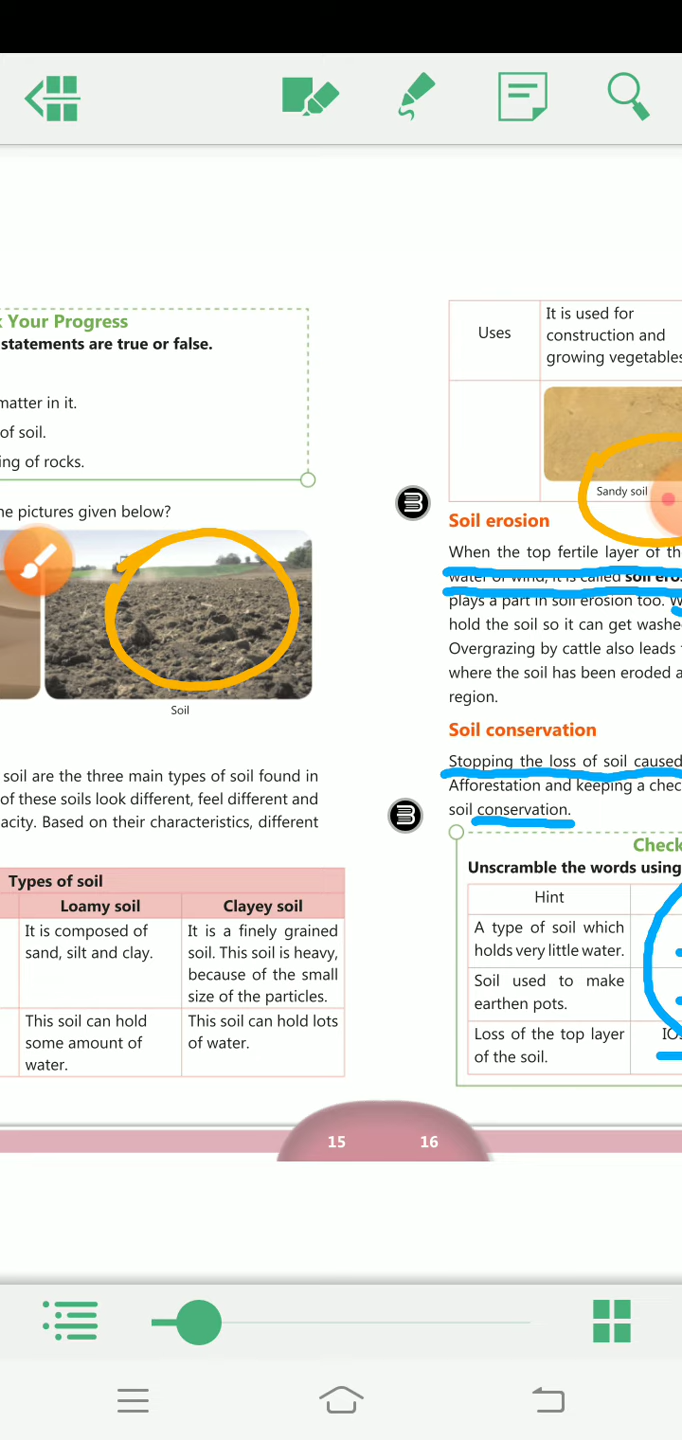 Your Progress
statements are true or false.
matter in it.
of soil.
ing of rocks.
he pictures given below?
Soil
soil are the three main types of soil found in
of these soils look different, feel different and
acity. Based on their characteristics, different
Types of soil
Loamy soil
Clayey soil
It is composed of
sand, silt and clay.
It is a finely grained
soil. This soil is heavy,
because of the small
size of the particles.
This soil can hold
some amount of
water.
This soil can hold lots
of water.
15
Uses
It is used for
construction and
growing vegetables
Sandy soil
Soil erosion
When the top fertile layer of th
water or wind, it is called soil ero
plays a part in soil erosion too. W
hold the soil so it can get washe
Overgrazing by cattle also leads
where the soil has been eroded a
region.
Soil conservation
Stopping the loss of soil caused
Afforestation and keeping a chec
soil conservation.
Check
Unscramble the words using
Hint
A type of soil which
holds very little water.
Soil used to make
earthen pots.
Loss of the top layer
of the soil.
IO
16